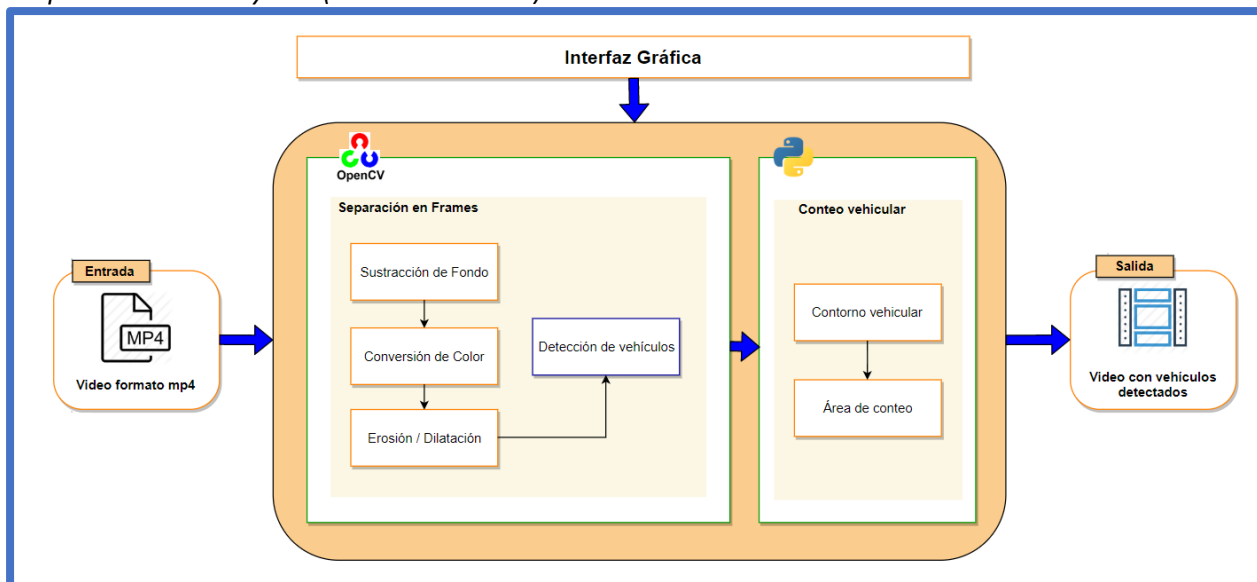 Interfaz Gráfica
OpenCV
Separación en Frames
Sustracción de Fondo
Conversión de Color
Erosión / Dilatación
Detección de vehículos
Conteo vehicular
Contorno vehicular
Área de conteo
Entrada
MP4
Video formato mp4
Salida
Video con vehículos
detectados